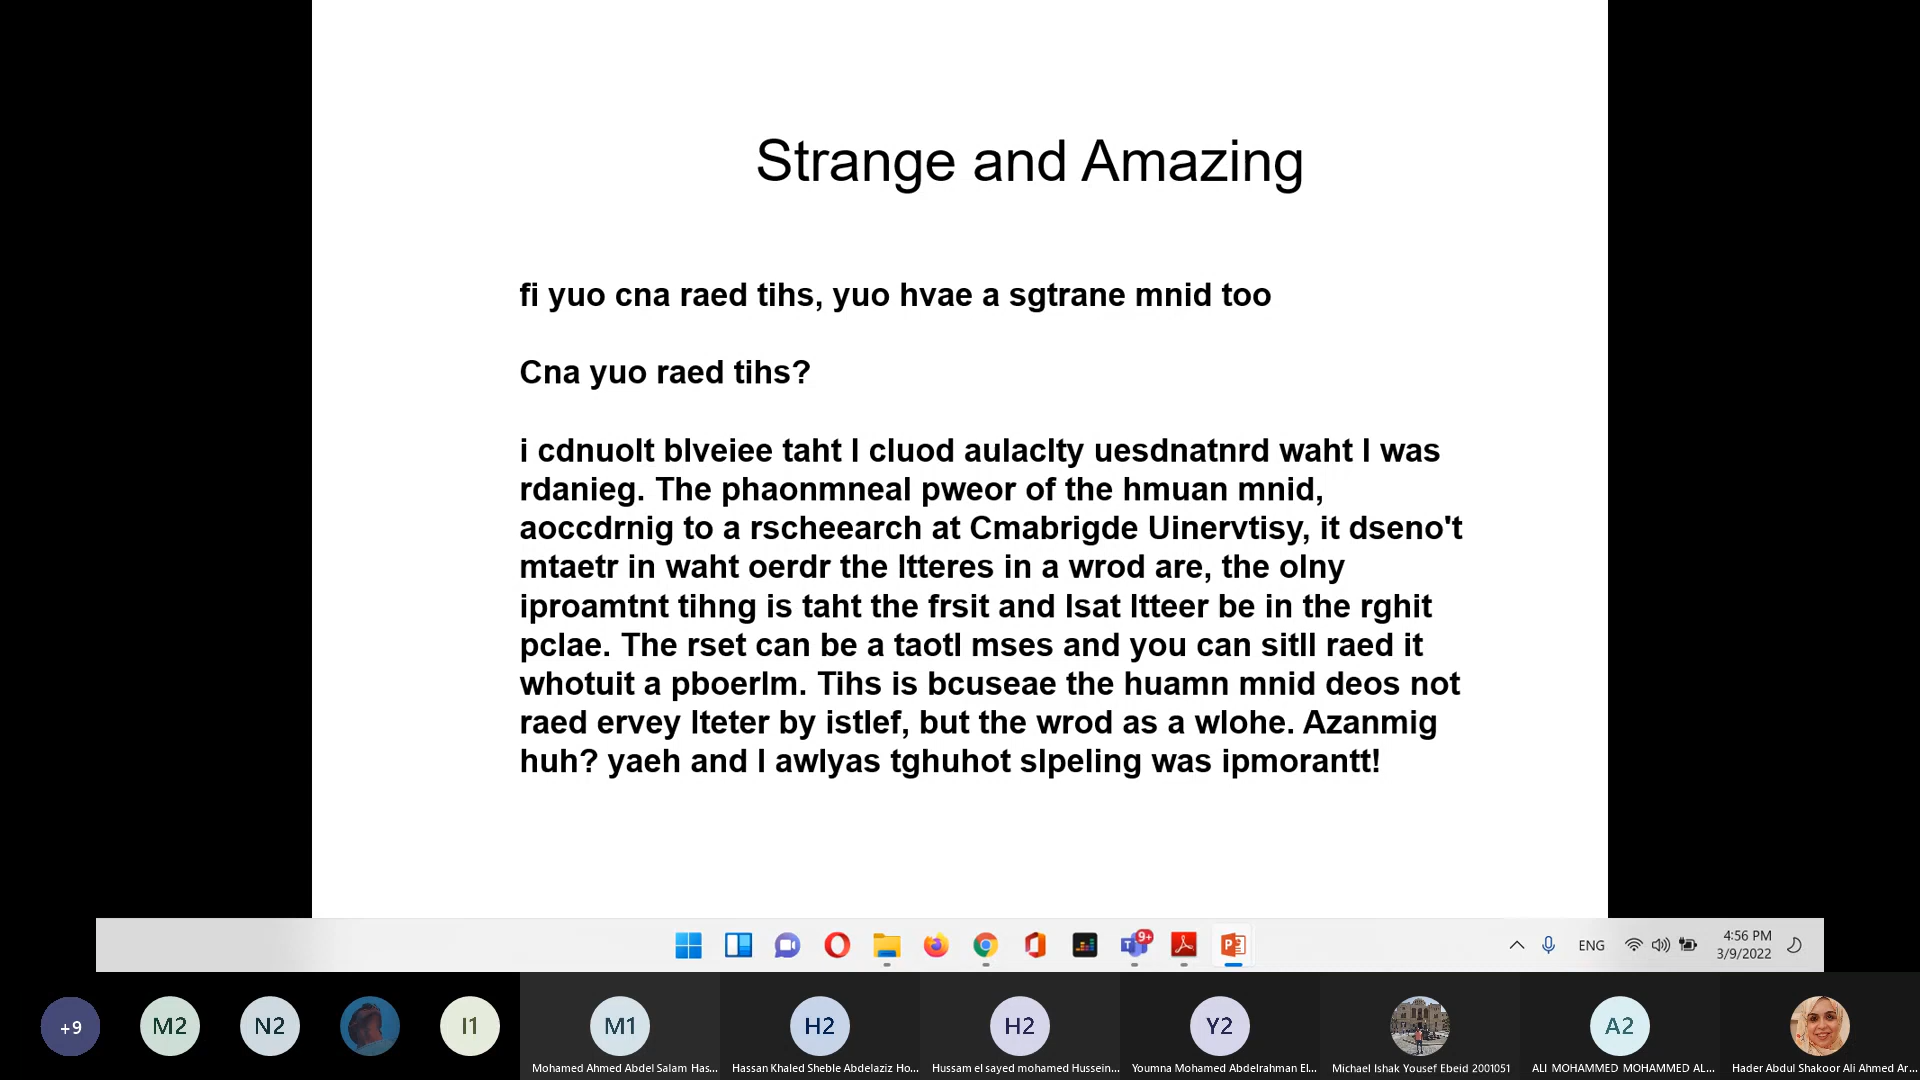 Strange and Amazing
fi yuo cna raed tihs, yuo hvae a sgtrane mnid too
Cna yuo raed tihs?
i cdnuolt blveiee taht I cluod aulaclty uesdnatnrd waht I was
rdanieg. The phaonmneal pweor of the hmuan mnid,
aoccdrnig to a rscheearch at Cmabrigde Uinervtisy, it dseno't
mtaetr in waht oerdr the ltteres in a wrod are, the olny
iproamtnt tihng is taht the frsit and lsat ltteer be in the rghit
pclae. The rset can be a taotl mses and you can sitll raed it
whotuit a pboerlm. Tihs is bcuseae the huamn mnid deos not
raed ervey lteter by istlef, but the wrod as a wlohe. Azanmig
huh? yaeh and I awlyas tghuhot slpeling was ipmorantt!
9+
ENG
4:56 PM
3/9/2022
+9
M2
N2
I1
M1
H2
H2
Y2
A2
Mohamed Ahmed Abdel Salam Has...
Hassan Khaled Sheble Abdelaziz Ho...
Hussam el sayed mohamed Hussein...
Youmna Mohamed Abdelrahman El...
Michael Ishak Yousef Ebeid 2001051
ALI MOHAMMED MOHAMMED AL...
Hader Abdul Shakoor Ali Ahmed Ar...